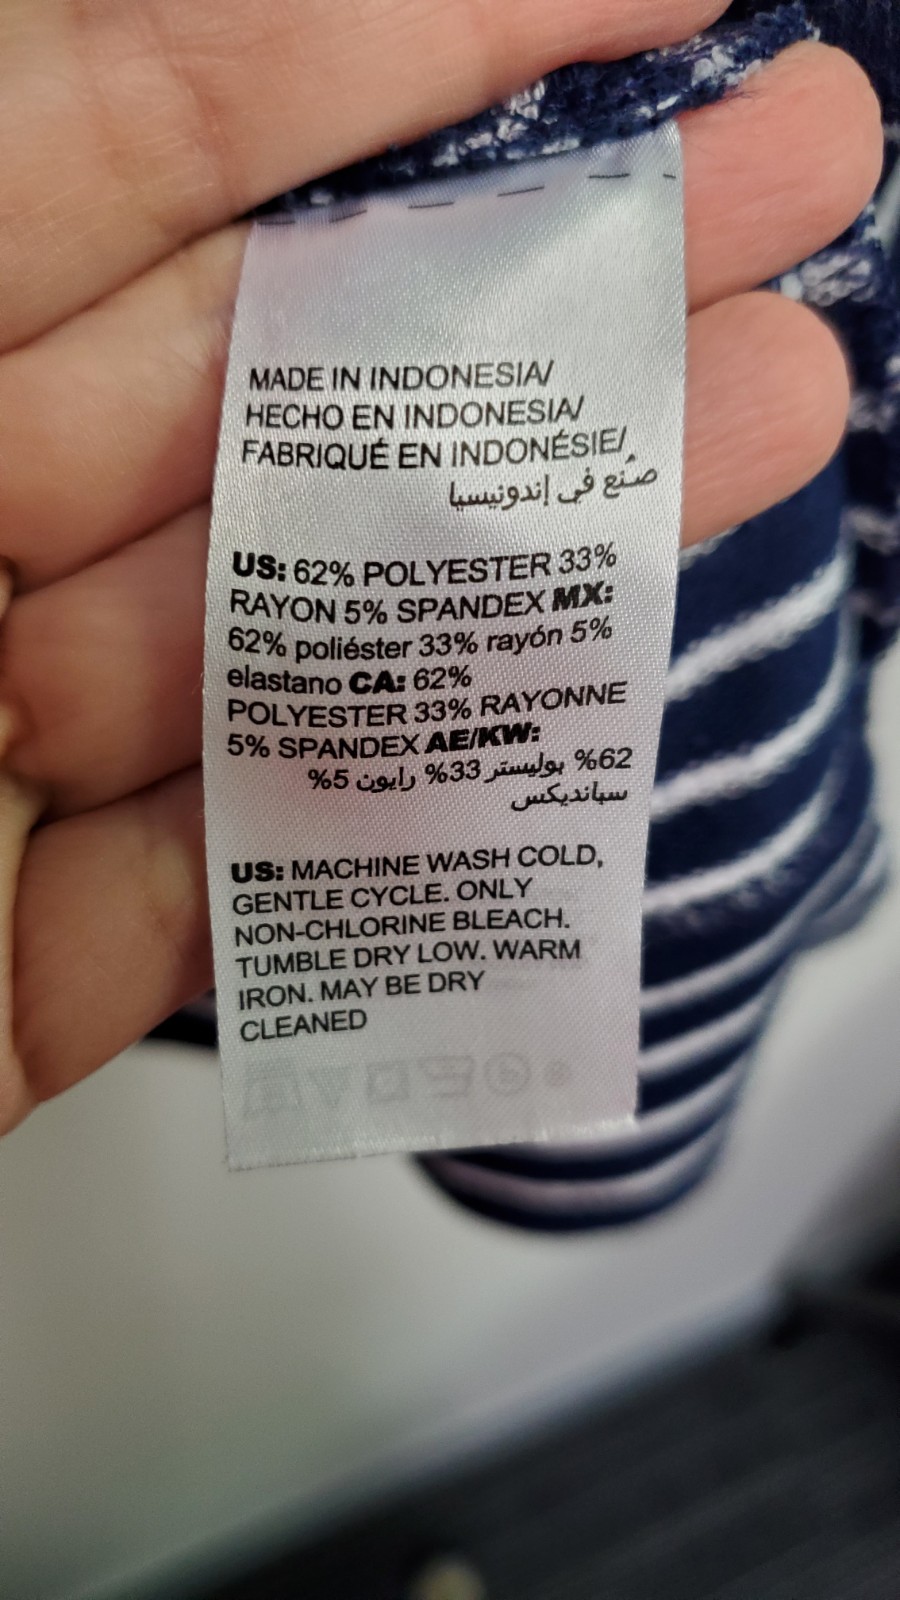 MADE IN INDONESIA/
HECHO EN INDONESIA/
FABRIQUÉ EN INDONÉSIE/
صُنع في إندونيسيا
US: 62% POLYESTER 33%
RAYON 5% SPANDEX MX:
62% poliéster 33% rayón 5%
elastano CA: 62%
POLYESTER 33% RAYONNE
5% SPANDEX AE/KW:
62% بوليستر 33% رايون 5%
سباندیكس
US: MACHINE WASH COLD,
GENTLE CYCLE. ONLY
NON-CHLORINE BLEACH.
TUMBLE DRY LOW. WARM
IRON. MAY BE DRY
CLEANED